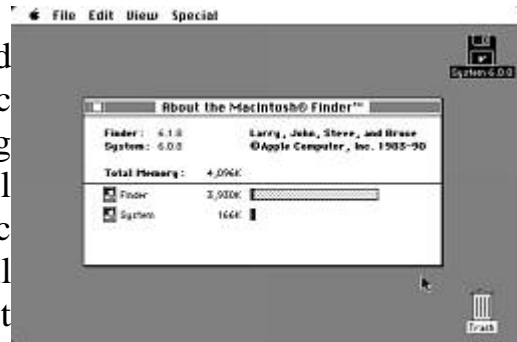 File Edit View Special
d
c
g
l
c
l
t
System 6.0.8
About the Macintosh® Finder™
Finder: 6.1.8
System: 6.0.8
Larry, John, Steve, and Bruce
©Apple Computer, Inc. 1983-90
Total Memory: 4,096K
Finder 3,930K
System 166K
Trash